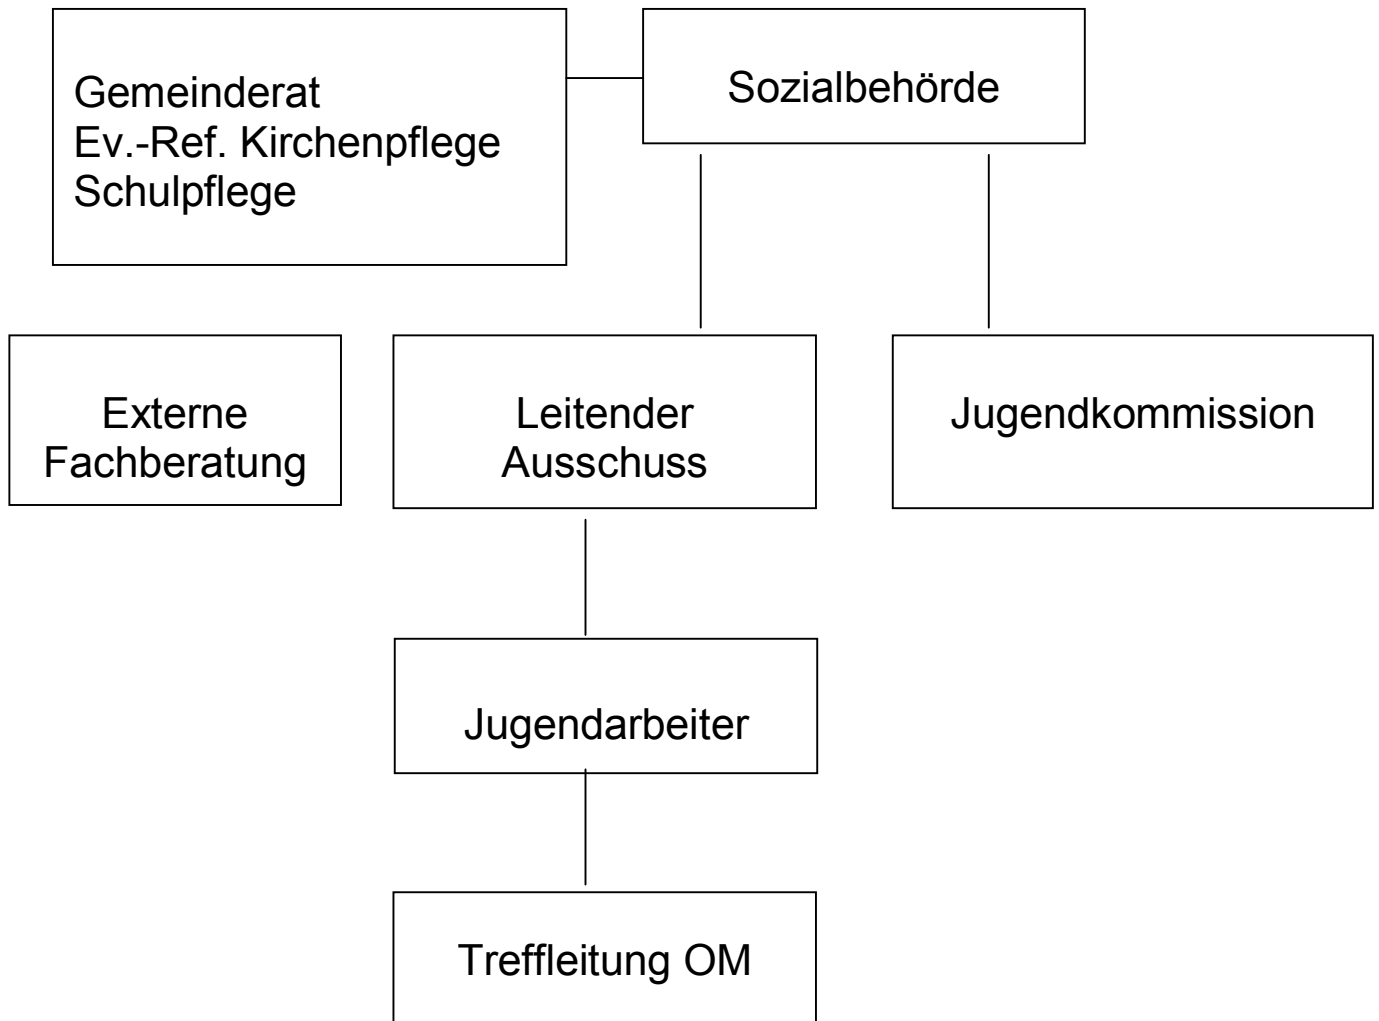 Gemeinderat
Ev.-Ref. Kirchenpflege
Schulpflege
Sozialbehörde
Externe
Fachberatung
Leitender
Ausschuss
Jugendkommission
Jugendarbeiter
Treffleitung OM